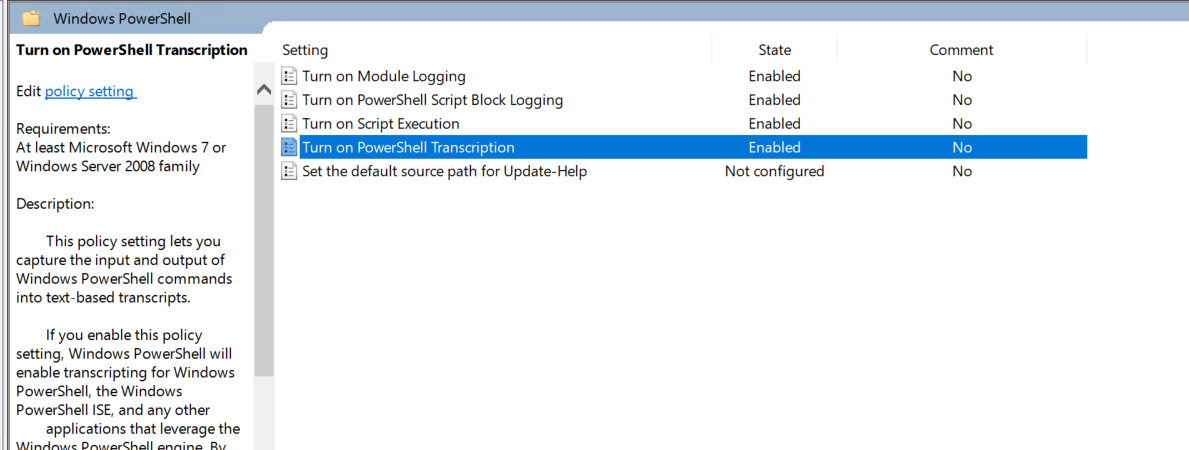 Windows PowerShell
Turn on PowerShell Transcription
Edit policy setting
Requirements:
At least Microsoft Windows 7 or
Windows Server 2008 family
Description:
This policy setting lets you
capture the input and output of
Windows PowerShell commands
into text-based transcripts.
If you enable this policy
setting, Windows PowerShell will
enable transcripting for Windows
PowerShell, the Windows
PowerShell ISE, and any other
applications that leverage the
Windows PowerShell engine. By
Setting State Comment
Turn on Module Logging Enabled No
Turn on PowerShell Script Block Logging Enabled No
Turn on Script Execution Enabled No
Turn on PowerShell Transcription Enabled No
Set the default source path for Update-Help Not configured No